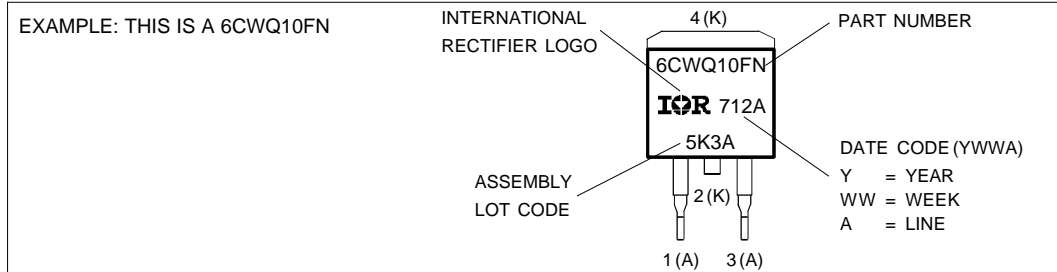 EXAMPLE: THIS IS A 6CWQ10FN
INTERNATIONAL
RECTIFIER LOGO
4 (K)
PART NUMBER
6CWQ10FN
IOR 712A
5K3A
ASSEMBLY
LOT CODE
2 (K)
1 (A) 3 (A)
DATE CODE (YWWA)
Y = YEAR
WW = WEEK
A = LINE